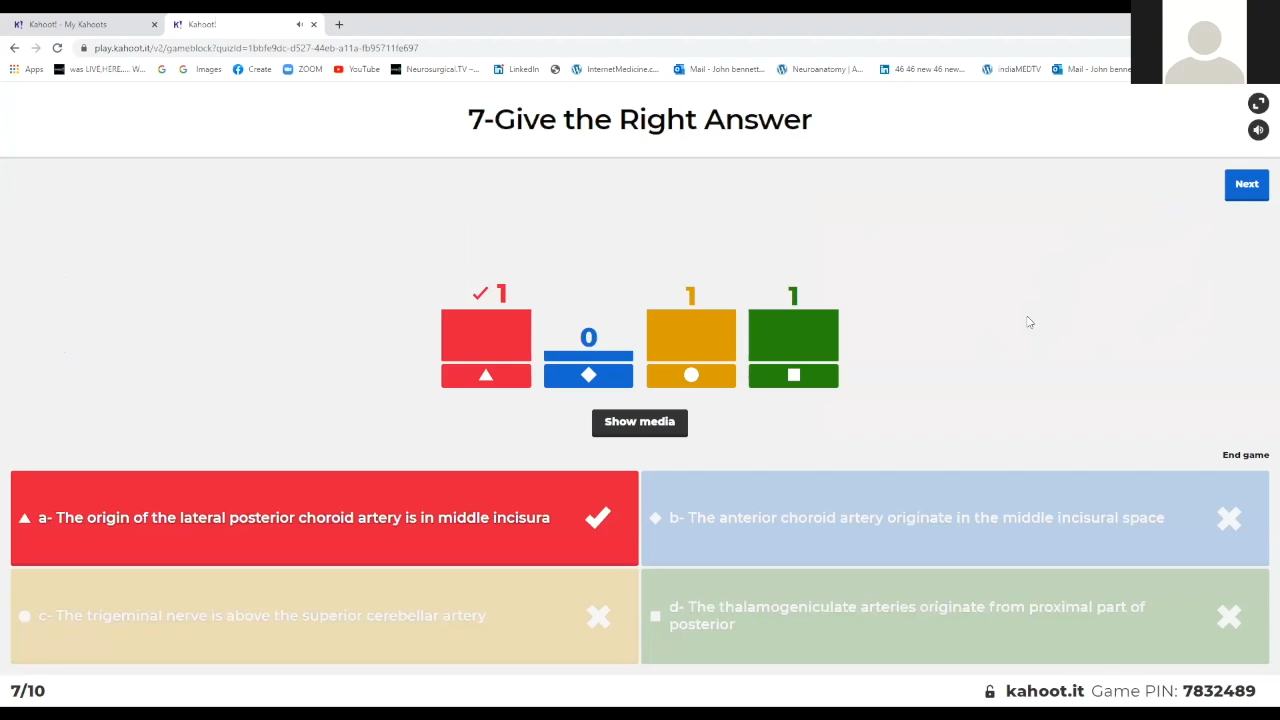 Kahoot! - My Kahoots
Kahoot!
play.kahoot.it/v2/gameblock?quizId=1bbfe9dc-d527-44eb-a11a-fb95711fe697
Apps
was LIVE,HERE..... W...
Images
Create
ZOOM
YouTube
Neurosurgical.TV –...
LinkedIn
InternetMedicine.c...
Mail - John bennett...
Neuroanatomy | A...
46 46 new 46 new...
indiaMEDTV
Mail - John benne
7-Give the Right Answer
Next
1
0
1
1
Show media
End game
a- The origin of the lateral posterior choroid artery is in middle incisura
b- The anterior choroid artery originate in the middle incisural space
c- The trigeminal nerve is above the superior cerebellar artery
d- The thalamogeniculate arteries originate from proximal part of
posterior
7/10
kahoot.it Game PIN: 7832489